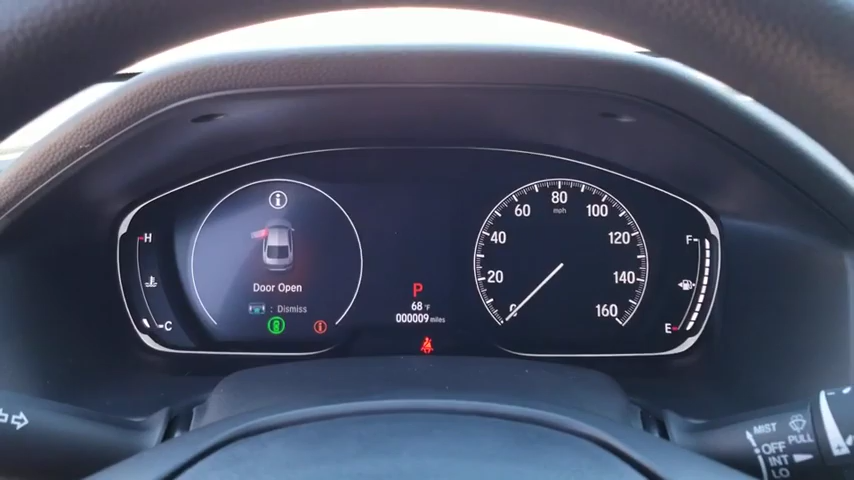 H
C
i
Door Open
: Dismiss
i
P
68°F
000009 miles
0
20
40
60
80
mph
100
120
140
160
F
E
MIST
PULL
OFF
INT
LO